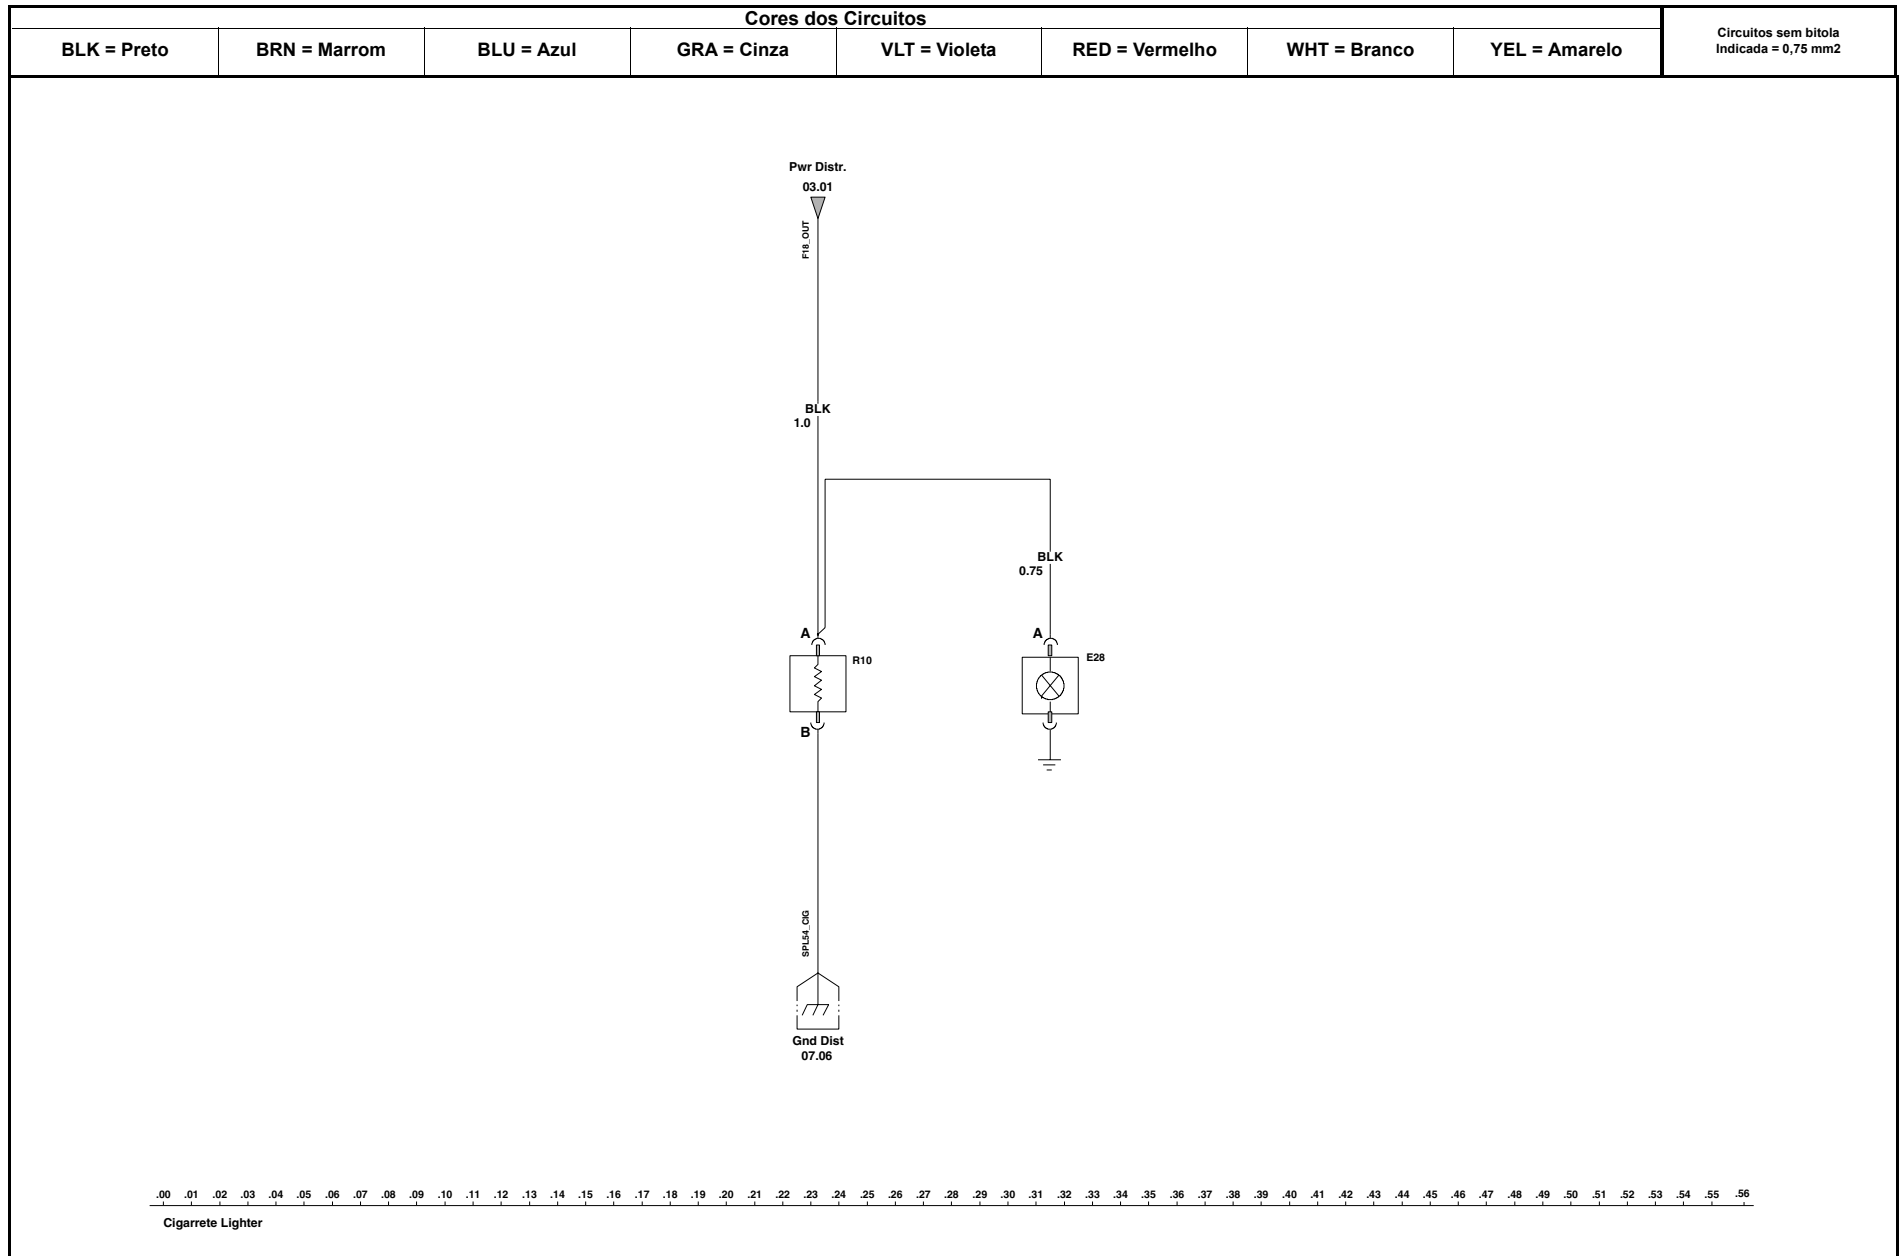 Cores dos Circuitos
BLK = Preto BRN = Marrom BLU = Azul GRA = Cinza VLT = Violeta RED = Vermelho WHT = Branco YEL = Amarelo
Circuitos sem bitola
Indicada = 0,75 mm2
Pwr Distr.
03.01
F18_OUT
BLK
1.0
BLK
0.75
A
R10
B
A
E28
SPL54_CIG
Gnd Dist
07.06
.00 .01 .02 .03 .04 .05 .06 .07 .08 .09 .10 .11 .12 .13 .14 .15 .16 .17 .18 .19 .20 .21 .22 .23 .24 .25 .26 .27 .28 .29 .30 .31 .32 .33 .34 .35 .36 .37 .38 .39 .40 .41 .42 .43 .44 .45 .46 .47 .48 .49 .50 .51 .52 .53 .54 .55 .56
Cigarrete Lighter